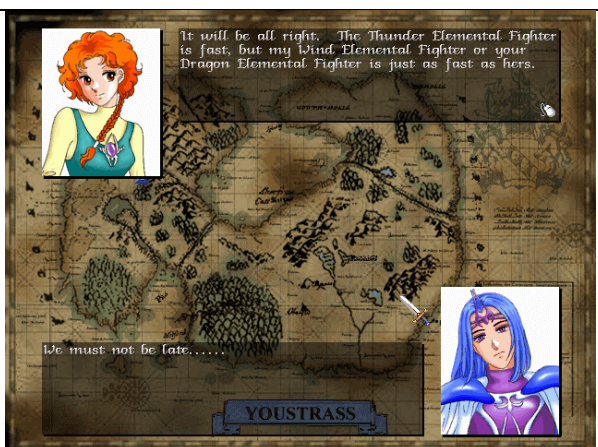 It will be all right.  The Thunder Elemental Fighter
is fast, but my Wind Elemental Fighter or your
Dragon Elemental Fighter is just as fast as hers.
We must not be late......
YOUSTRASS